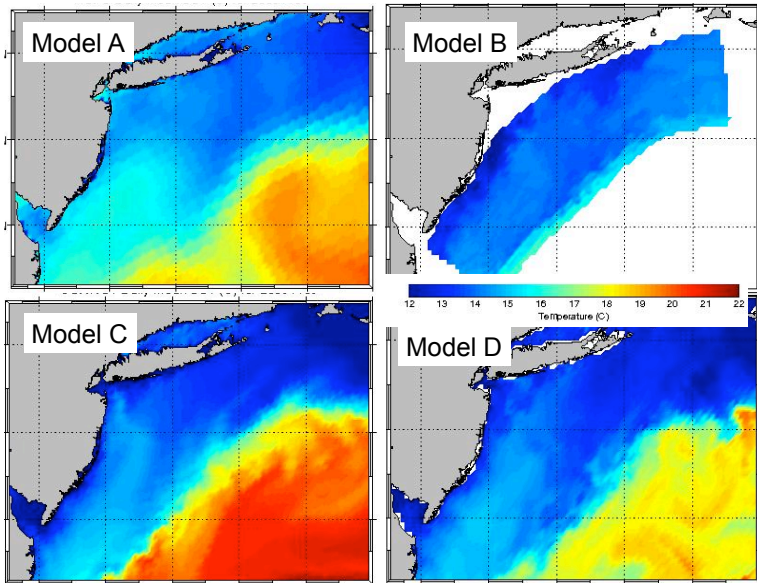 Model A
Model B
12 13 14 15 16 17 18 19 20 21 22
Temperature (C)
Model C
Model D